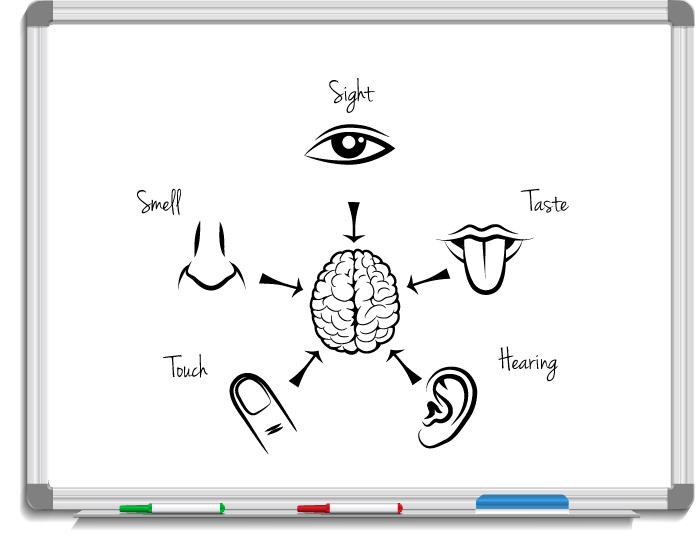 Sight
Smell
Taste
Touch
Hearing